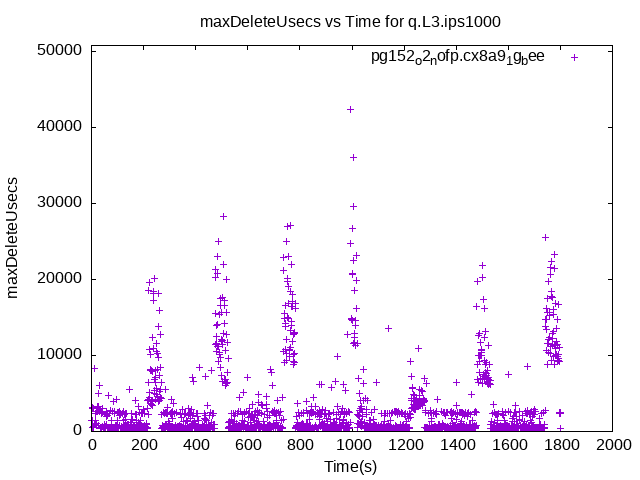 maxDeleteUsecs vs Time for q.L3.ips1000
pg152o2nofp.cx8a91gbee
maxDeleteUsecs
50000
40000
30000
20000
10000
0
0 200 400 600 800 1000 1200 1400 1600 1800 2000
Time(s)